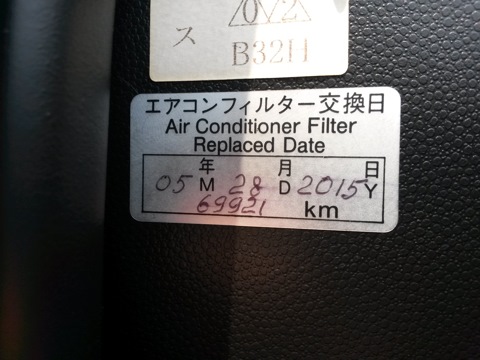 ス
B32H
エアコンフィルター交換日
Air Conditioner Filter
Replaced Date
年 月 日
05 M 28 D 2015 Y
69921 km